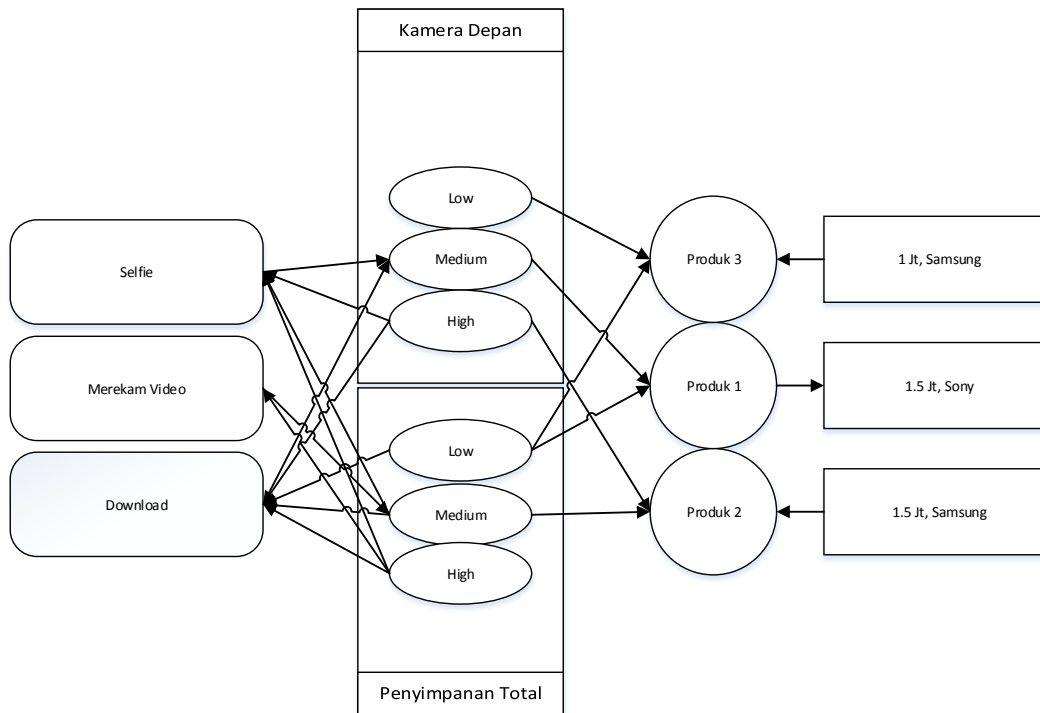 Kamera Depan
Low
Medium
High
Selfie
Merekam Video
Download
Low
Medium
High
Penyimpanan Total
Produk 3
Produk 1
Produk 2
1 Jt, Samsung
1.5 Jt, Sony
1.5 Jt, Samsung